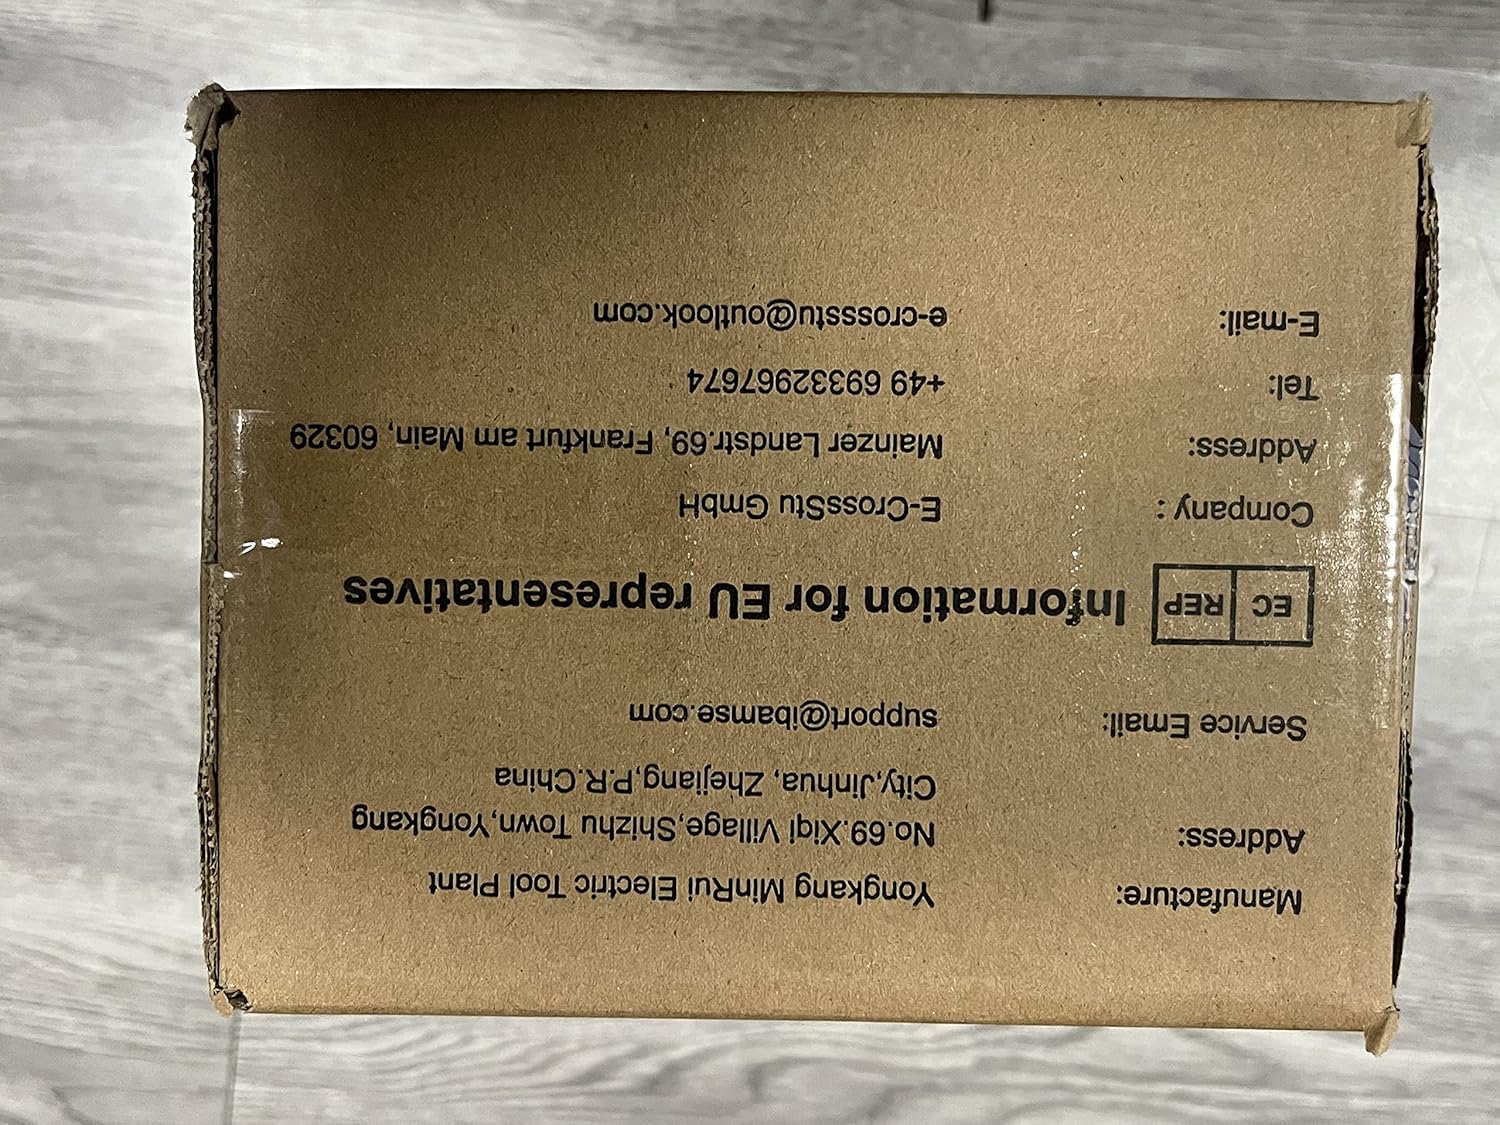 Manufacture: Yongkang MinRui Electric Tool Plant
Address: No.69.Xiqi Village,Shizhu Town,Yongkang
City,Jinhua, Zhejiang,P.R.China
Service Email: support@ibamse.com
EC REP Information for EU representatives
Company : E-CrossStu GmbH
Address: Mainzer Landstr.69, Frankfurt am Main, 60329
Tel: +49 69332967674
E-mail: e-crossstu@outlook.com